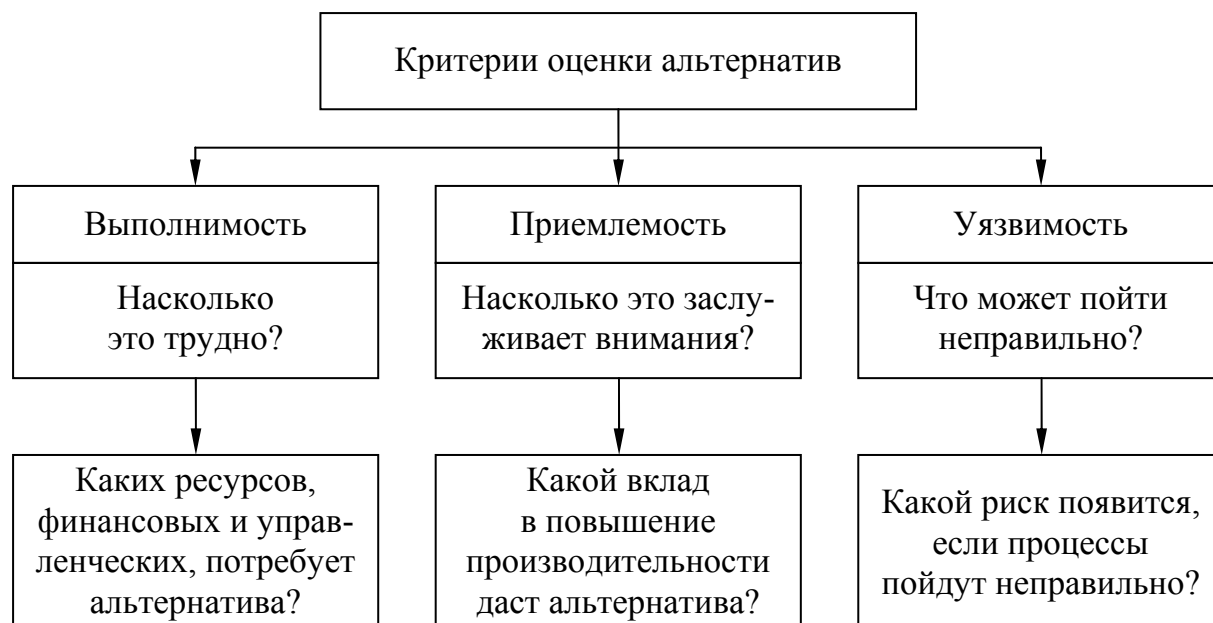 Критерии оценки альтернатив
Выполнимость
Насколько
это трудно?
Каких ресурсов,
финансовых и управ-
ленческих, потребует
альтернатива?
Приемлемость
Насколько это заслу-
живает внимания?
Какой вклад
в повышение
производительности
даст альтернатива?
Уязвимость
Что может пойти
неправильно?
Какой риск появится,
если процессы
пойдут неправильно?